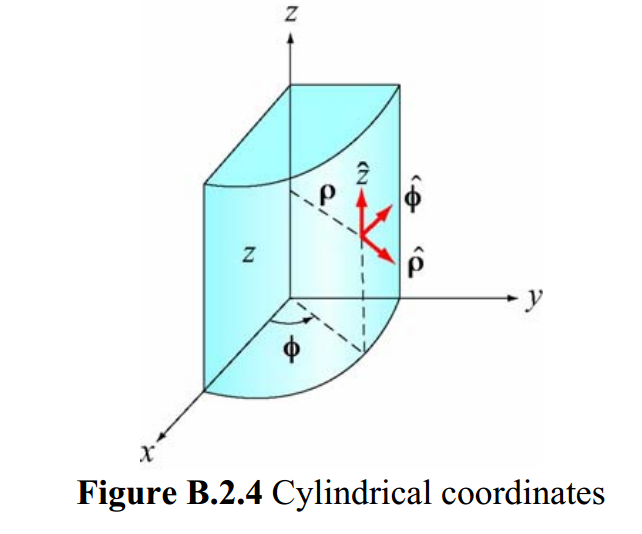 z
ρ
ẑ
ϕ̂
z
ρ̂
y
ϕ
x
Figure B.2.4 Cylindrical coordinates